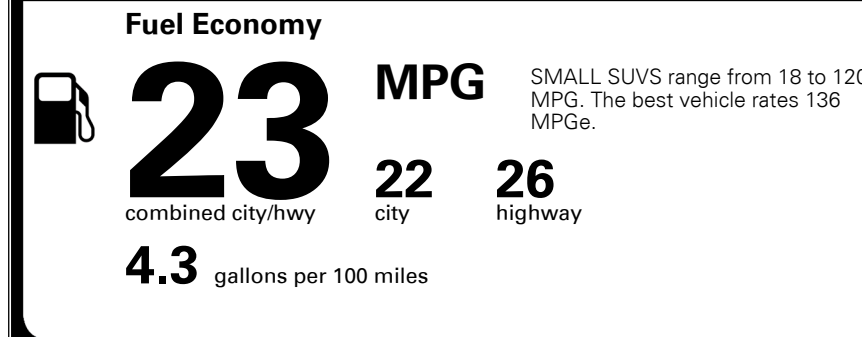 Fuel Economy
23
MPG
SMALL SUVS range from 18 to 120
MPG. The best vehicle rates 136
MPGe.
22
26
combined city/hwy
city
highway
4.3 gallons per 100 miles